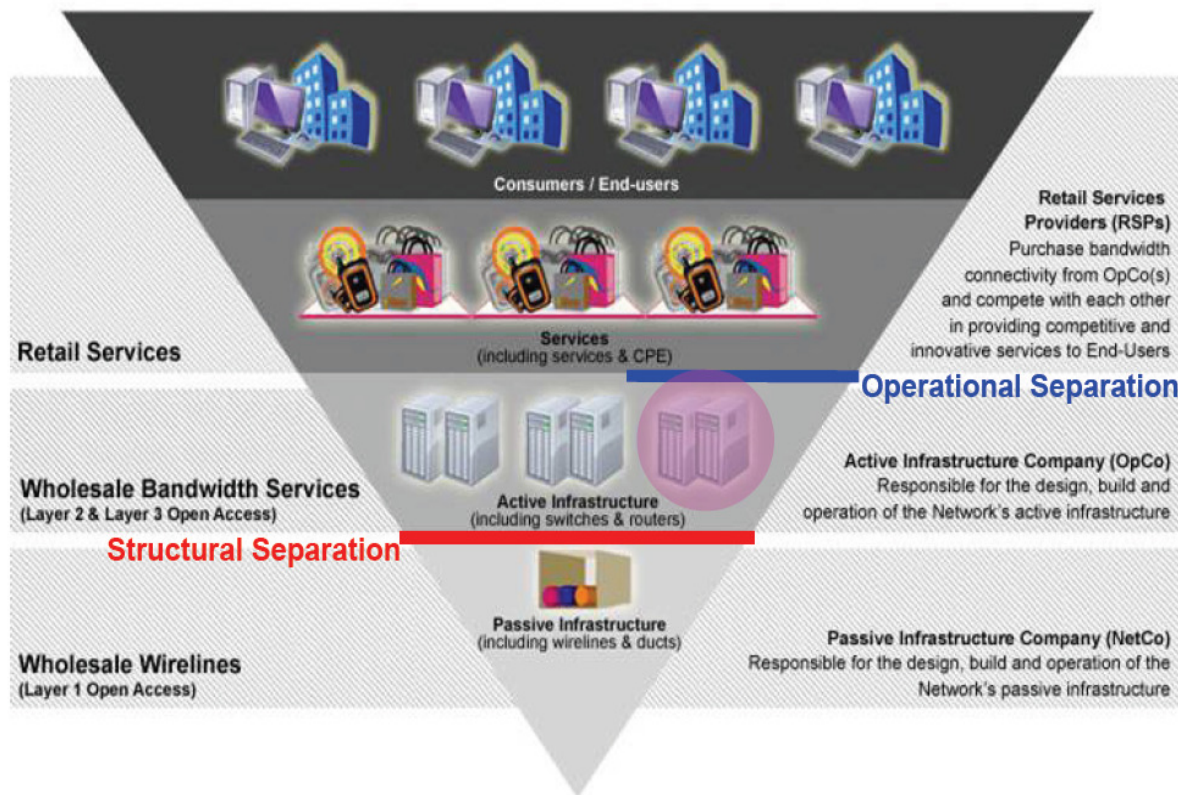 Consumers / End-users
Retail Services
Providers (RSPs)
Purchase bandwidth
connectivity from OpCo(s)
and compete with each other
in providing competitive and
innovative services to End-Users
Services
(including services & CPE)
Retail Services
Operational Separation
Active Infrastructure Company (OpCo)
Responsible for the design, build and
operation of the Network's active infrastructure
Wholesale Bandwidth Services
(Layer 2 & Layer 3 Open Access)
Active Infrastructure
(including switches & routers)
Structural Separation
Passive Infrastructure
(including wirelines & ducts)
Passive Infrastructure Company (NetCo)
Responsible for the design, build and operation of the
Network's passive infrastructure
Wholesale Wirelines
(Layer 1 Open Access)